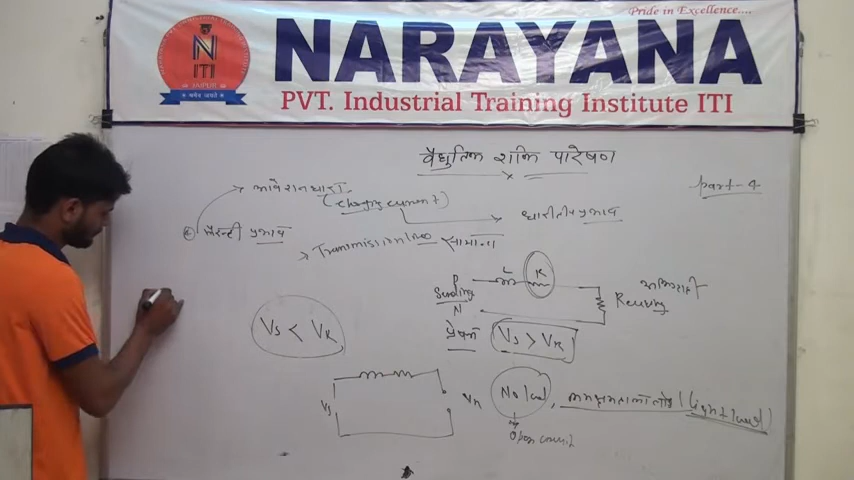 Pride in Excellence....
NARAYANA
N
ITI
JAIPUR
PVT. Industrial Training Institute ITI
वैधुतिक शक्ति पारेषण
Part-4
आवेशन धारा
(Charging current)
धारीतीय प्रभाव
फैरन्टी प्रभाव
Transmission line
सामान्य
P
L
R
Sending
N
Receiving
प्रेषण
Vs > VR
Vs < VR
Vs
VR
No load,
(Light load)
Open circuit